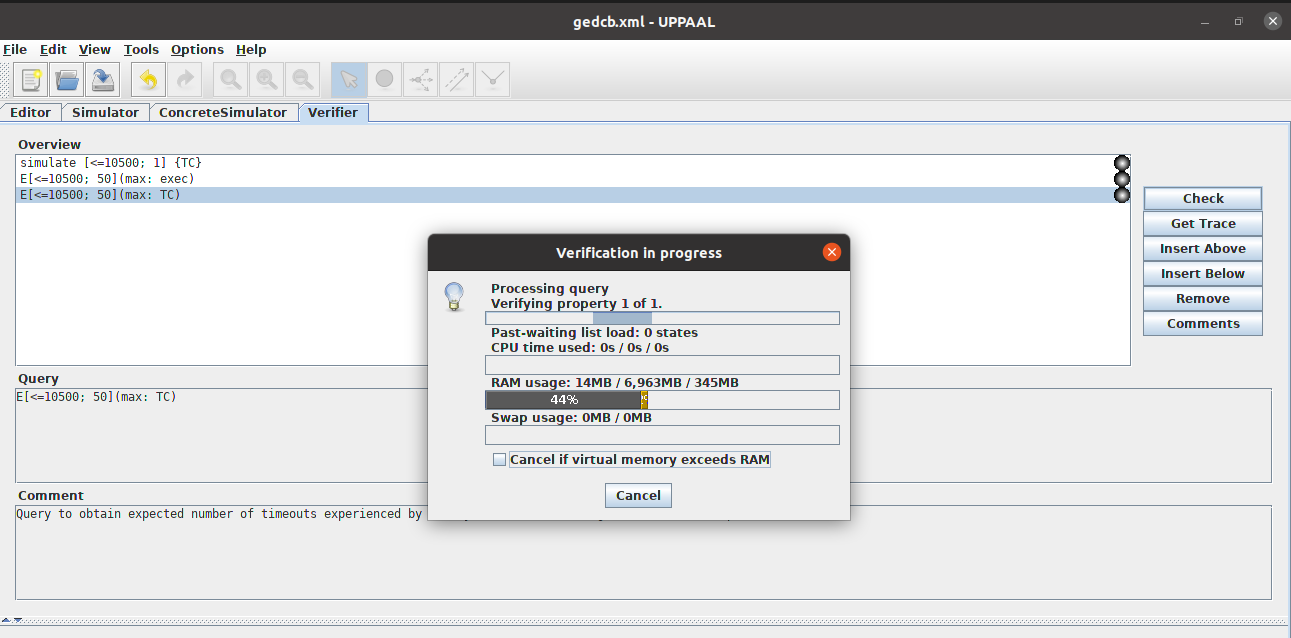 gedcb.xml - UPPAAL
File Edit View Tools Options Help
Editor Simulator ConcreteSimulator Verifier
Overview
simulate [<=10500; 1] {TC}
E[<=10500; 50](max: exec)
E[<=10500; 50](max: TC)
Check
Get Trace
Insert Above
Insert Below
Remove
Comments
Verification in progress
Processing query
Verifying property 1 of 1.
Past-waiting list load: 0 states
CPU time used: 0s / 0s / 0s
RAM usage: 14MB / 6,963MB / 345MB
44%
Swap usage: 0MB / 0MB
Cancel if virtual memory exceeds RAM
Cancel
Query
E[<=10500; 50](max: TC)
Comment
Query to obtain expected number of timeouts experienced by